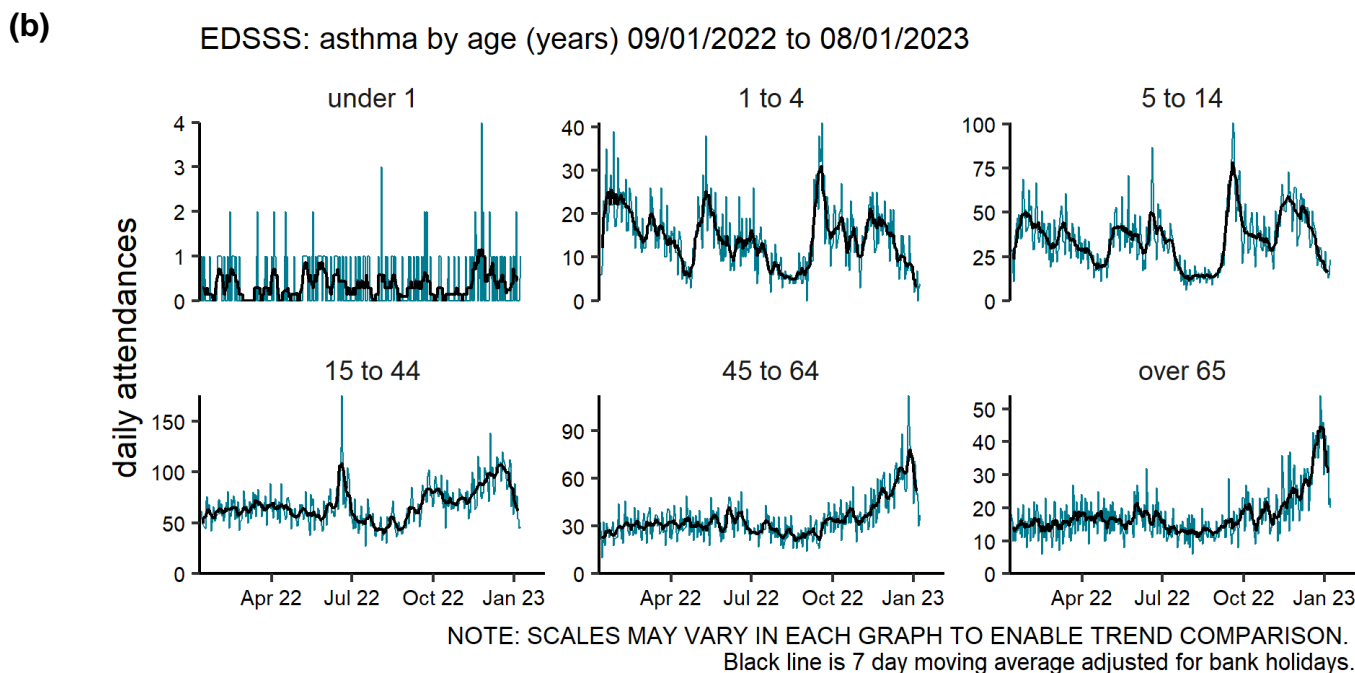 (b)
EDSSS: asthma by age (years) 09/01/2022 to 08/01/2023
daily attendances
under 1
4
3
2
1
0
1 to 4
40
30
20
10
0
5 to 14
100
75
50
25
0
15 to 44
150
100
50
0
Apr 22 Jul 22 Oct 22 Jan 23
45 to 64
90
60
30
0
Apr 22 Jul 22 Oct 22 Jan 23
over 65
50
40
30
20
10
0
Apr 22 Jul 22 Oct 22 Jan 23
NOTE: SCALES MAY VARY IN EACH GRAPH TO ENABLE TREND COMPARISON.
Black line is 7 day moving average adjusted for bank holidays.